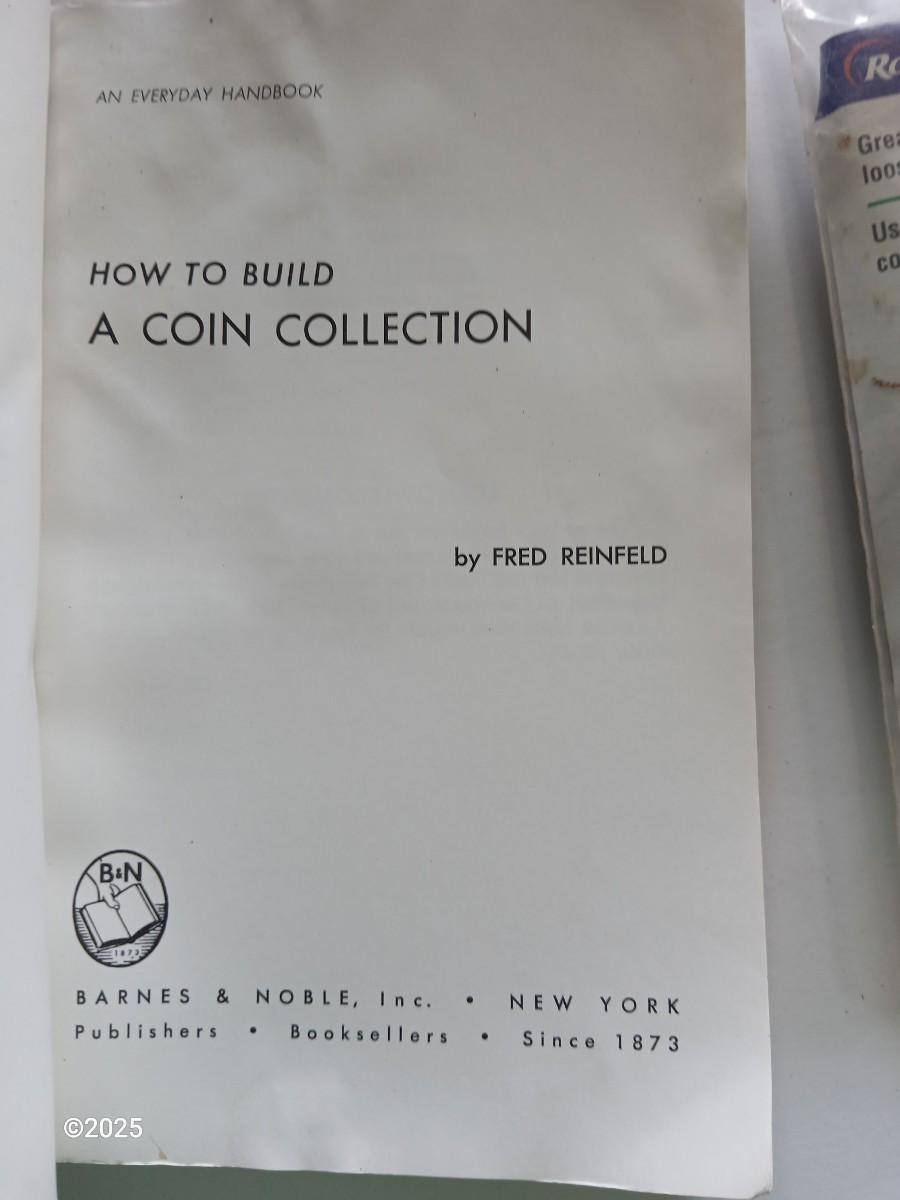 AN EVERYDAY HANDBOOK
HOW TO BUILD
A COIN COLLECTION
by FRED REINFELD
B&N
1873
BARNES & NOBLE, Inc. • NEW YORK
Publishers • Booksellers • Since 1873
©2025